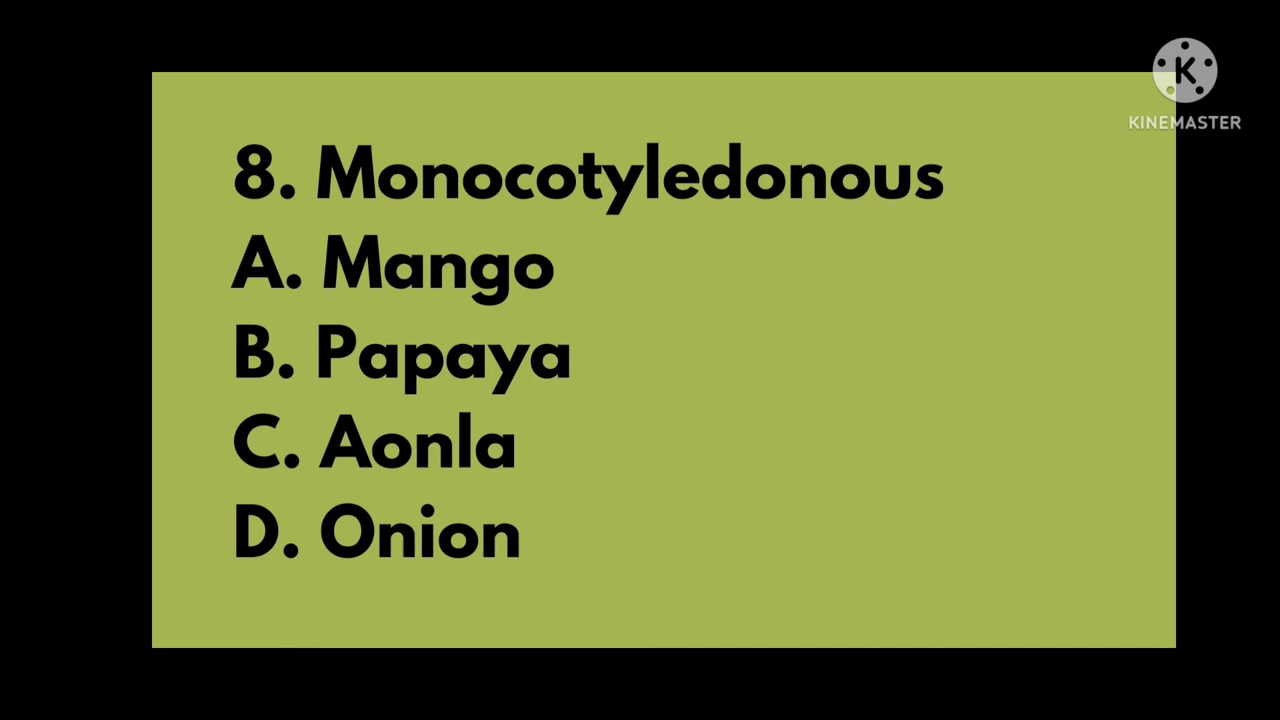 KINEMASTER
8. Monocotyledonous
A. Mango
B. Papaya
C. Aonla
D. Onion